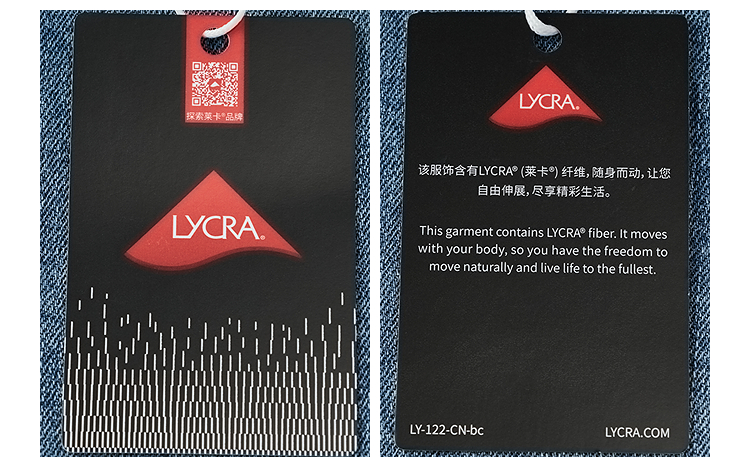 探索莱卡®品牌
LYCRA®
LYCRA®
该服饰含有LYCRA® (莱卡®) 纤维, 随身而动, 让您
自由伸展, 尽享精彩生活。
This garment contains LYCRA® fiber. It moves
with your body, so you have the freedom to
move naturally and live life to the fullest.
LY-122-CN-bc
LYCRA.COM